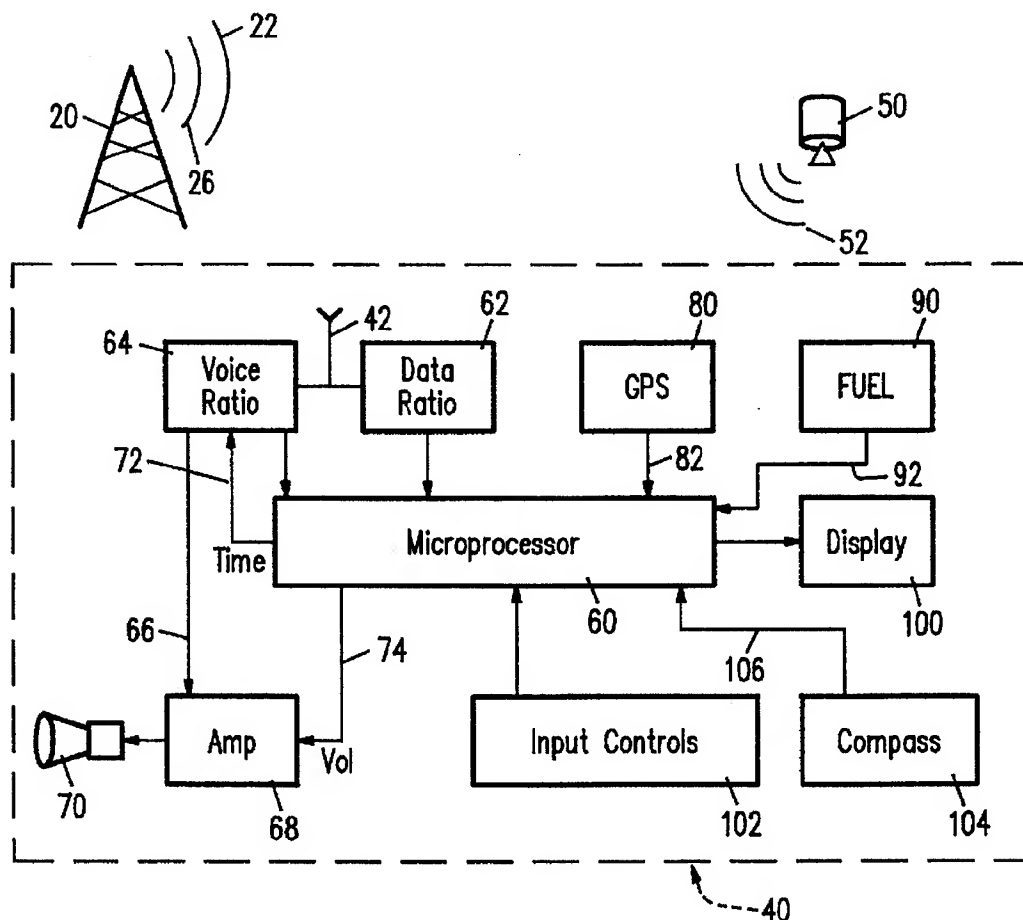 22
20
26
50
52
64
42
62
80
90
Voice
Ratio
Data
Ratio
GPS
FUEL
72
82
92
Time
Microprocessor
Display
66
74
60
106
100
Amp
Vol
Input Controls
Compass
70
68
102
104
40